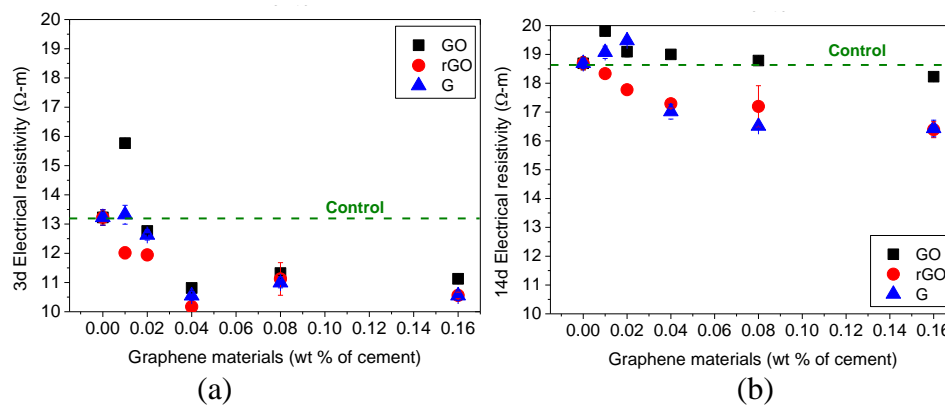 20
19
18
17
16
15
14
13
12
11
10
3d Electrical resistivity (Ω-m)
GO
rGO
G
Control
0.00 0.02 0.04 0.06 0.08 0.10 0.12 0.14 0.16
Graphene materials (wt % of cement)
(a)
20
19
18
17
16
15
14
13
12
11
10
14d Electrical resistivity (Ω-m)
Control
GO
rGO
G
0.00 0.02 0.04 0.06 0.08 0.10 0.12 0.14 0.16
Graphene materials (wt % of cement)
(b)